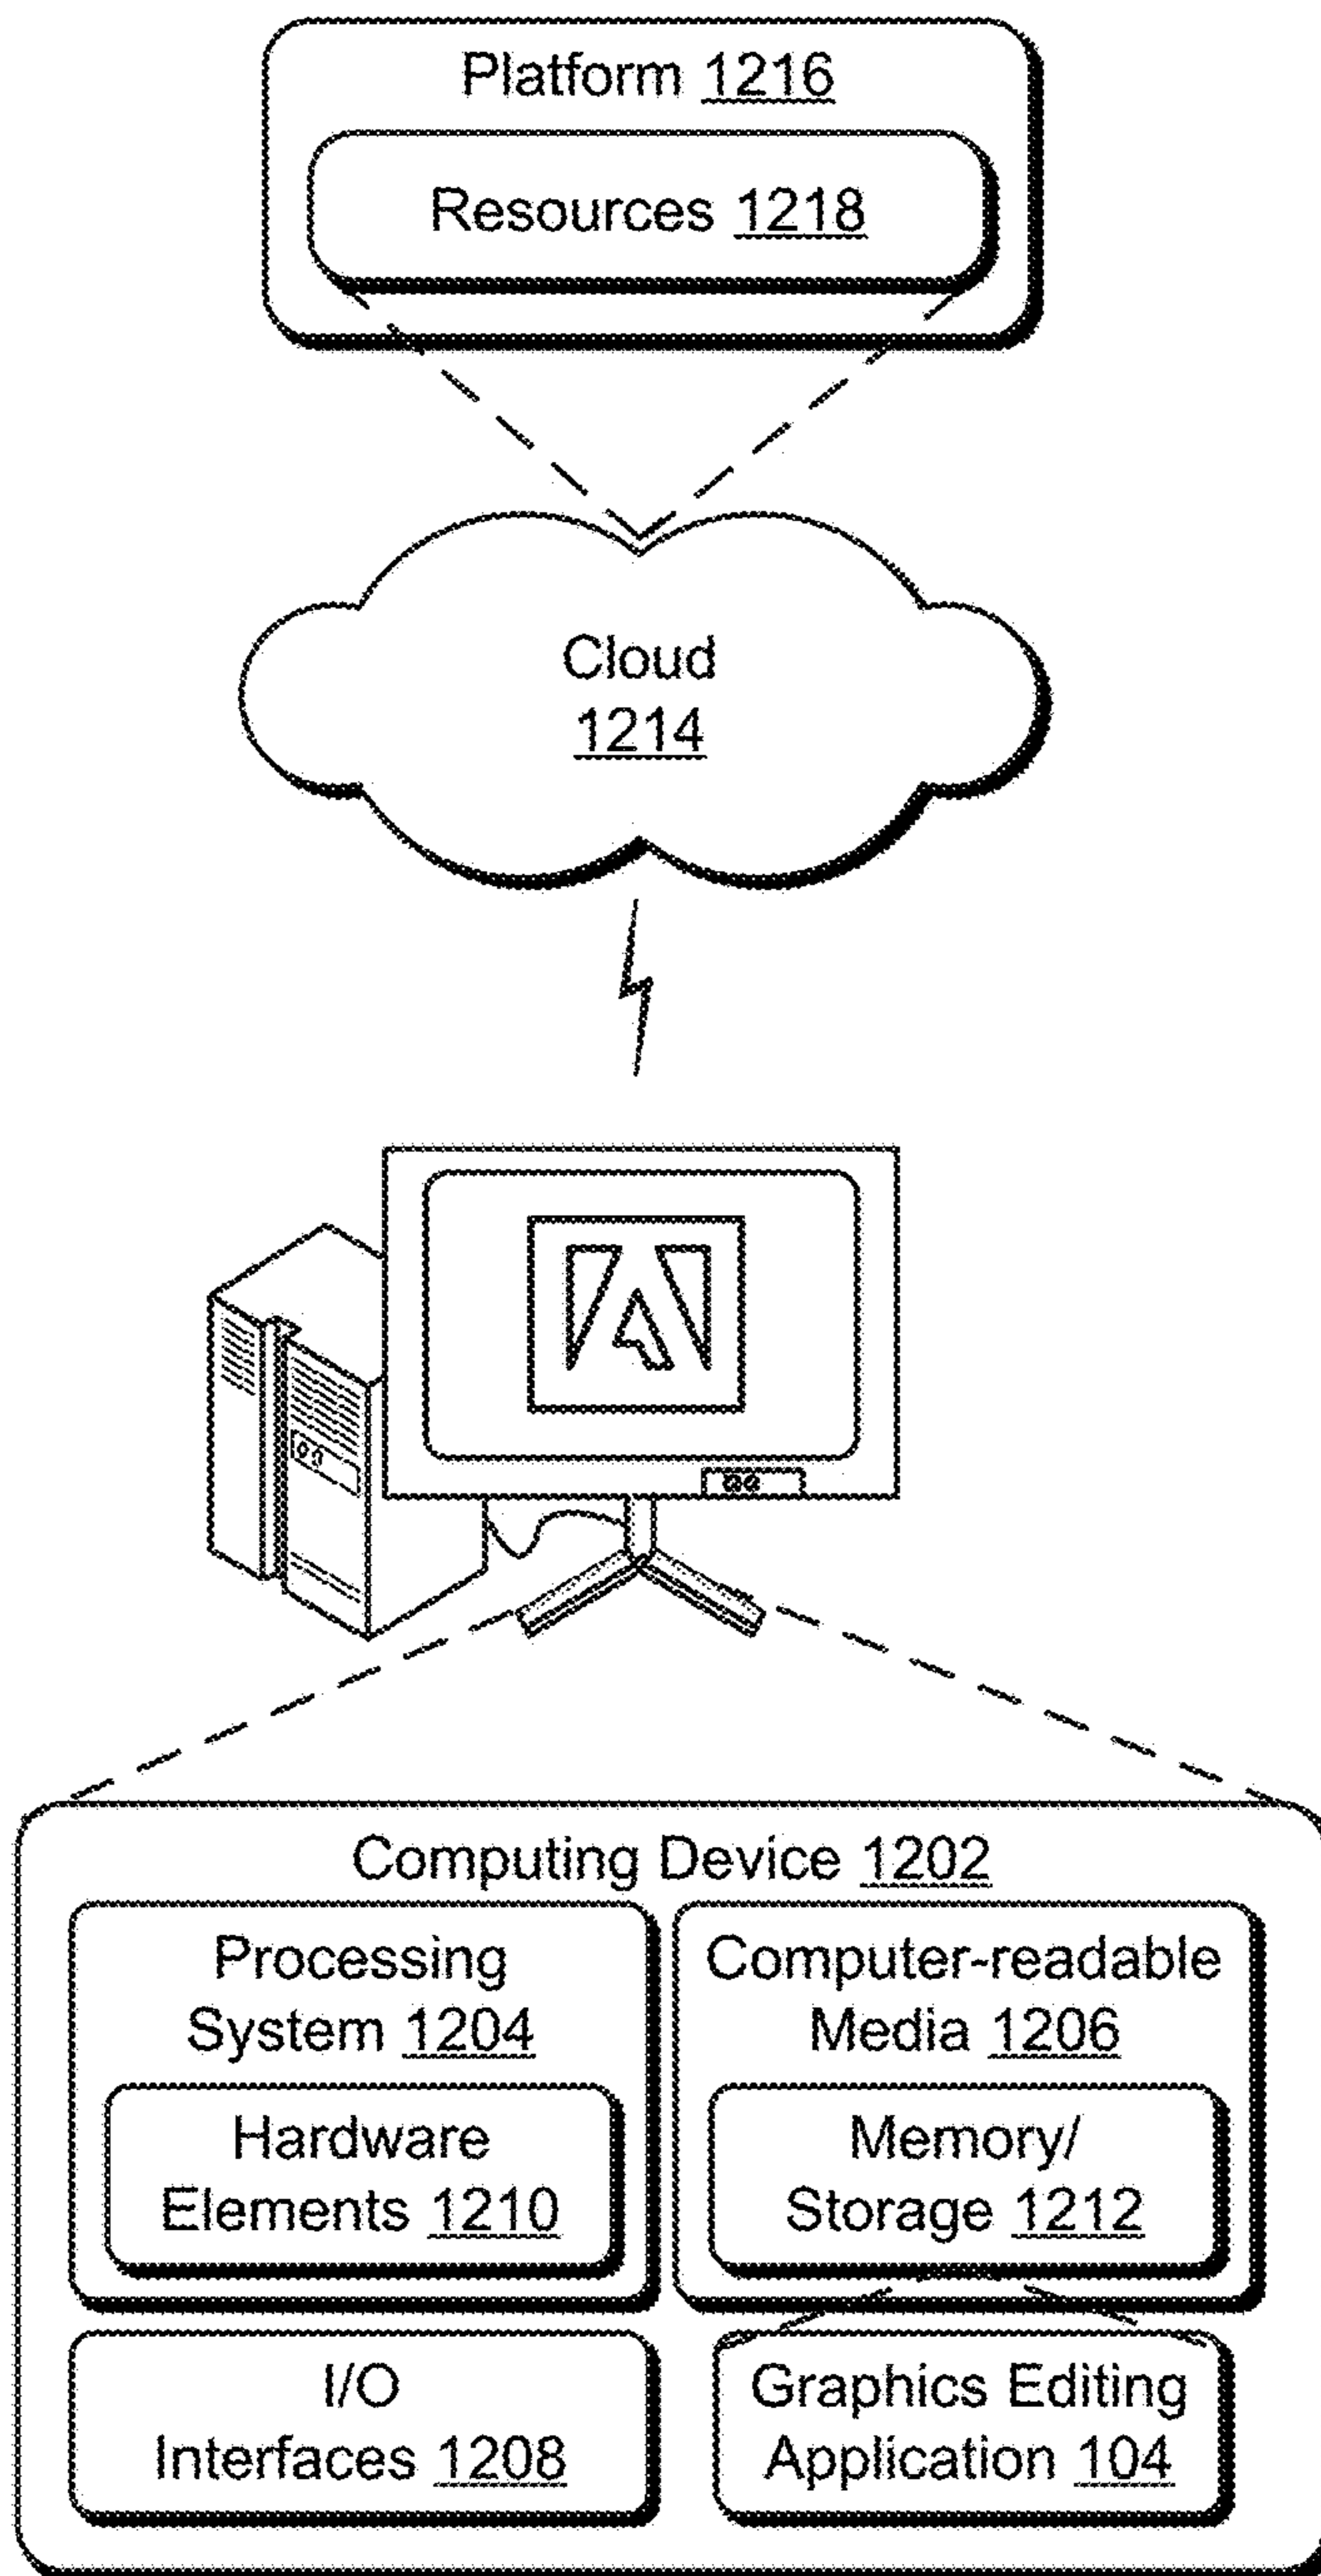 Platform 1216
Resources 1218
Cloud
1214
Computing Device 1202
Processing
System 1204
Hardware
Elements 1210
Computer-readable
Media 1206
Memory/
Storage 1212
I/O
Interfaces 1208
Graphics Editing
Application 104